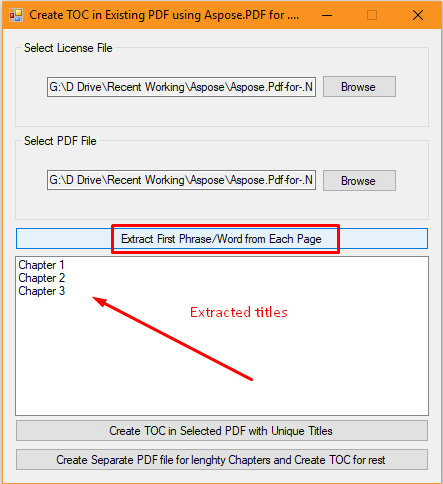 Create TOC in Existing PDF using Aspose.PDF for ....
Select License File
G:\D Drive\Recent Working\Aspose\Aspose.Pdf-for-.N
Browse
Select PDF File
G:\D Drive\Recent Working\Aspose\Aspose.Pdf-for-.N
Browse
Extract First Phrase/Word from Each Page
Chapter 1
Chapter 2
Chapter 3
Extracted titles
Create TOC in Selected PDF with Unique Titles
Create Separate PDF file for lenghty Chapters and Create TOC for rest